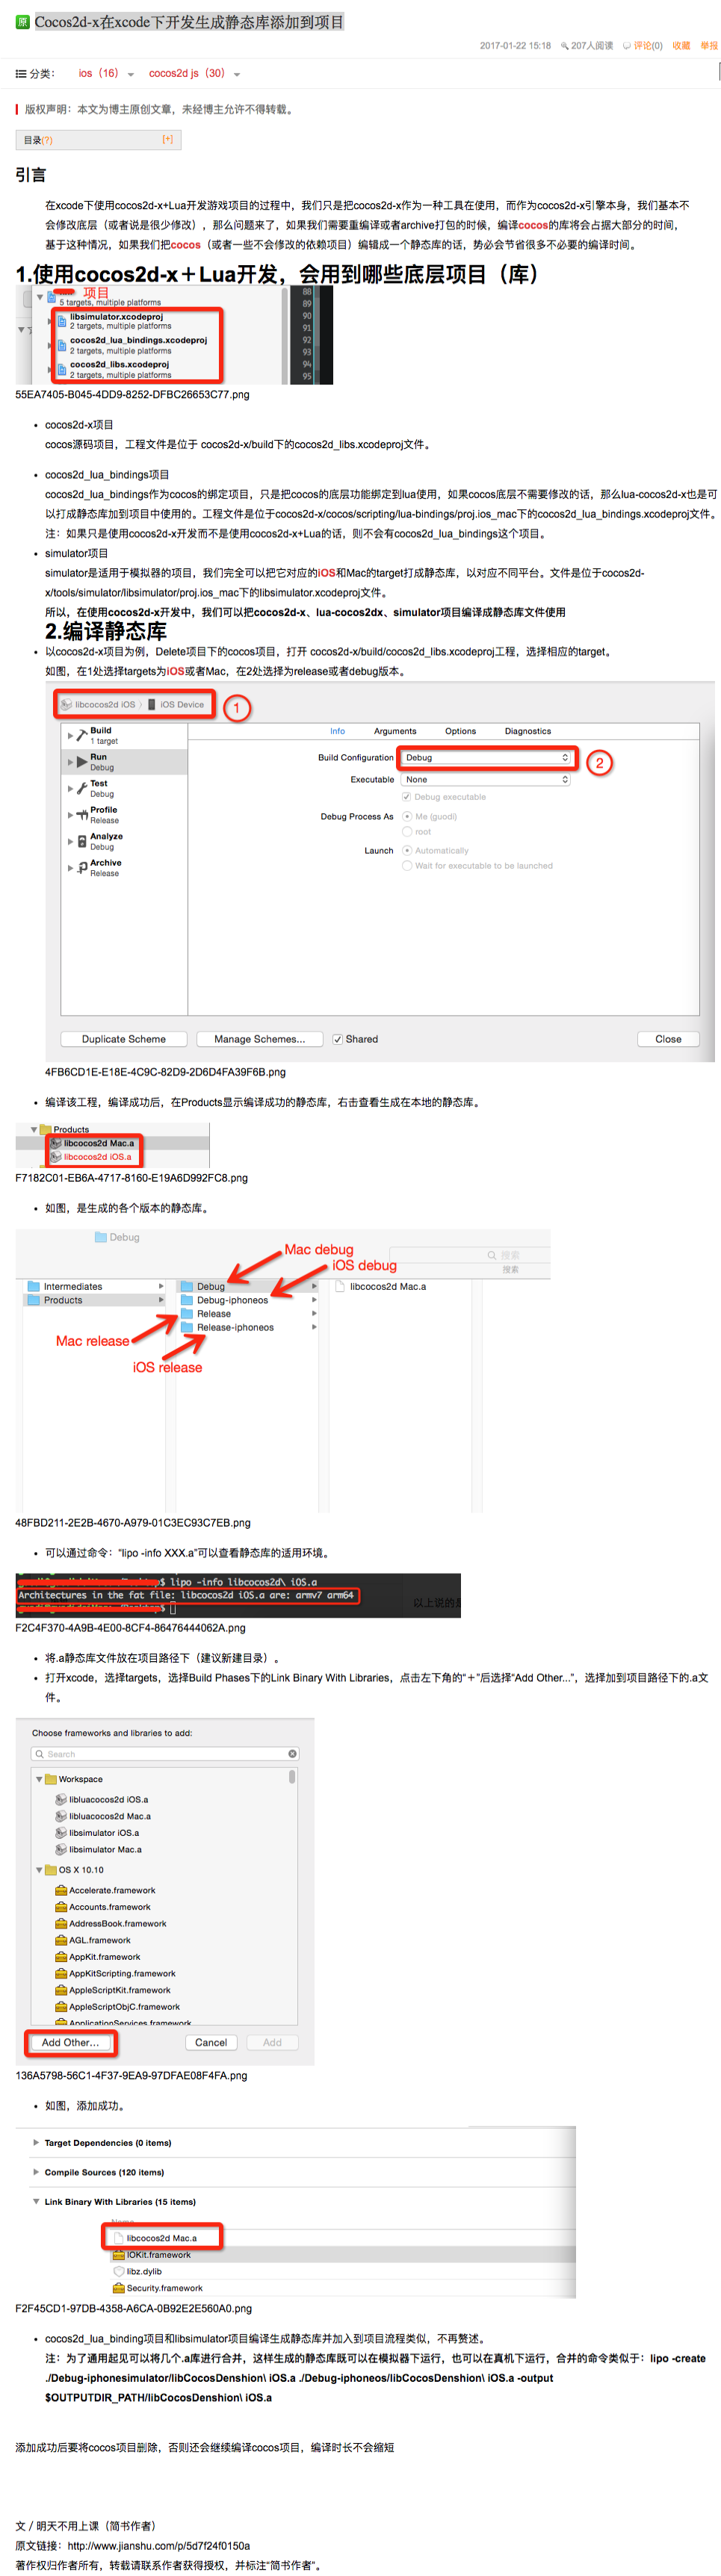 原 Cocos2d-x在xcode下开发生成静态库添加到项目
2017-01-22 15:18 207人阅读 评论(0) 收藏 举报
分类： ios（16） cocos2d js（30）
版权声明：本文为博主原创文章，未经博主允许不得转载。
目录(?) [+]
引言
在xcode下使用cocos2d-x+Lua开发游戏项目的过程中，我们只是把cocos2d-x作为一种工具在使用，而作为cocos2d-x引擎本身，我们基本不
会修改底层（或者说是很少修改），那么问题来了，如果我们需要重编译或者archive打包的时候，编译cocos的库将会占据大部分的时间，
基于这种情况，如果我们把cocos（或者一些不会修改的依赖项目）编辑成一个静态库的话，势必会节省很多不必要的编译时间。
1.使用cocos2d-x＋Lua开发，会用到哪些底层项目（库）
项目
5 targets, multiple platforms
libsimulator.xcodeproj
2 targets, multiple platforms
cocos2d_lua_bindings.xcodeproj
2 targets, multiple platforms
cocos2d_libs.xcodeproj
2 targets, multiple platforms
88
89
90
91
92
93
94
95
55EA7405-B045-4DD9-8252-DFBC26653C77.png
• cocos2d-x项目
cocos源码项目，工程文件是位于 cocos2d-x/build下的cocos2d_libs.xcodeproj文件。
• cocos2d_lua_bindings项目
cocos2d_lua_bindings作为cocos的绑定项目，只是把cocos的底层功能绑定到lua使用，如果cocos底层不需要修改的话，那么lua-cocos2d-x也是可
以打成静态库加到项目中使用的。工程文件是位于cocos2d-x/cocos/scripting/lua-bindings/proj.ios_mac下的cocos2d_lua_bindings.xcodeproj文件。
注：如果只是使用cocos2d-x开发而不是使用cocos2d-x+Lua的话，则不会有cocos2d_lua_bindings这个项目。
• simulator项目
simulator是适用于模拟器的项目，我们完全可以把它对应的iOS和Mac的target打成静态库，以对应不同平台。文件是位于cocos2d-
x/tools/simulator/libsimulator/proj.ios_mac下的libsimulator.xcodeproj文件。
所以，在使用cocos2d-x开发中，我们可以把cocos2d-x、lua-cocos2dx、simulator项目编译成静态库文件使用
2.编译静态库
• 以cocos2d-x项目为例，Delete项目下的cocos项目，打开 cocos2d-x/build/cocos2d_libs.xcodeproj工程，选择相应的target。
如图，在1处选择targets为iOS或者Mac，在2处选择为release或者debug版本。
libcocos2d iOS 〉 iOS Device 1
Build
1 target
Run
Debug
Test
Debug
Profile
Release
Analyze
Debug
Archive
Release
Info Arguments Options Diagnostics
Build Configuration Debug 2
Executable None
Debug executable
Debug Process As Me (guodi)
root
Launch Automatically
Wait for executable to be launched
Duplicate Scheme Manage Schemes... Shared Close
4FB6CD1E-E18E-4C9C-82D9-2D6D4FA39F6B.png
• 编译该工程，编译成功后，在Products显示编译成功的静态库，右击查看生成在本地的静态库。
Products
libcocos2d Mac.a
libcocos2d iOS.a
F7182C01-EB6A-4717-8160-E19A6D992FC8.png
• 如图，是生成的各个版本的静态库。
Debug
搜索
搜索
Mac debug
iOS debug
Intermediates
Products
Debug
Debug-iphoneos
Release
Release-iphoneos
libcocos2d Mac.a
Mac release
iOS release
48FBD211-2E2B-4670-A979-01C3EC93C7EB.png
• 可以通过命令：“lipo -info XXX.a”可以查看静态库的适用环境。
$ lipo -info libcocos2d\ iOS.a
Architectures in the fat file: libcocos2d iOS.a are: armv7 arm64
$
以上说的是
F2C4F370-4A9B-4E00-8CF4-86476444062A.png
• 将.a静态库文件放在项目路径下（建议新建目录）。
• 打开xcode，选择targets，选择Build Phases下的Link Binary With Libraries，点击左下角的“＋”后选择“Add Other...”，选择加到项目路径下的.a文
件。
Choose frameworks and libraries to add:
Search
Workspace
libluacocos2d iOS.a
libluacocos2d Mac.a
libsimulator iOS.a
libsimulator Mac.a
OS X 10.10
Accelerate.framework
Accounts.framework
AddressBook.framework
AGL.framework
AppKit.framework
AppKitScripting.framework
AppleScriptKit.framework
AppleScriptObjC.framework
ApplicationServices.framework
Add Other... Cancel Add
136A5798-56C1-4F37-9EA9-97DFAE08F4FA.png
• 如图，添加成功。
Target Dependencies (0 items)
Compile Sources (120 items)
Link Binary With Libraries (15 items)
Name
libcocos2d Mac.a
IOKit.framework
libz.dylib
Security.framework
F2F45CD1-97DB-4358-A6CA-0B92E2E560A0.png
• cocos2d_lua_binding项目和libsimulator项目编译生成静态库并加入到项目流程类似，不再赘述。
注：为了通用起见可以将几个.a库进行合并，这样生成的静态库既可以在模拟器下运行，也可以在真机下运行，合并的命令类似于：lipo -create
./Debug-iphonesimulator/libCocosDenshion\ iOS.a ./Debug-iphoneos/libCocosDenshion\ iOS.a -output
$OUTPUTDIR_PATH/libCocosDenshion\ iOS.a
添加成功后要将cocos项目删除，否则还会继续编译cocos项目，编译时长不会缩短
文／明天不用上课（简书作者）
原文链接：http://www.jianshu.com/p/5d7f24f0150a
著作权归作者所有，转载请联系作者获得授权，并标注“简书作者”。